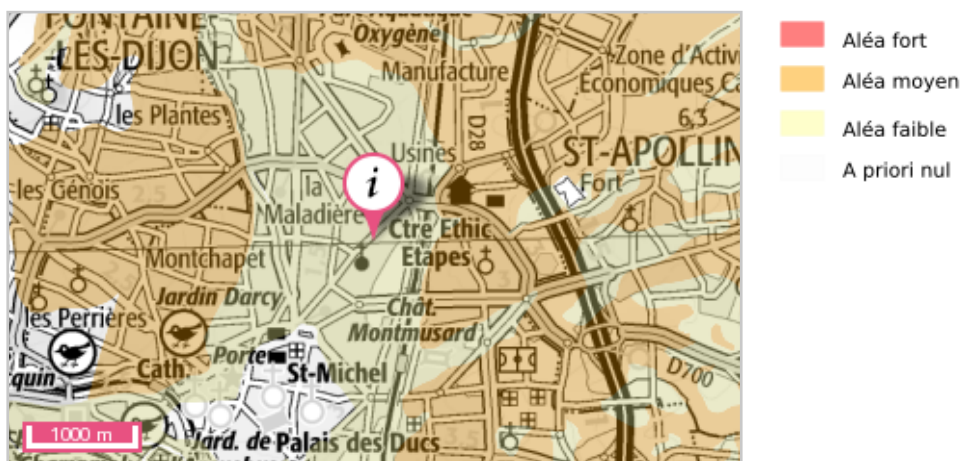 FONTAINE-
LES-DIJON
Oxygène
Manufacture
Zone d'Activ
Économiques
les Plantes
D28
6,3
Usines
ST-APOLLIN
Fort
les Génois
la
Maladière
i
Ctre Ethic
Etapes
Montchapet
Jardin Darcy
Chât.
Montmusard
les Perrières
Porte
St-Michel
Cath.
quin
D700
1000 m
Jard. de Palais des Ducs
Aléa fort
Aléa moyen
Aléa faible
A priori nul